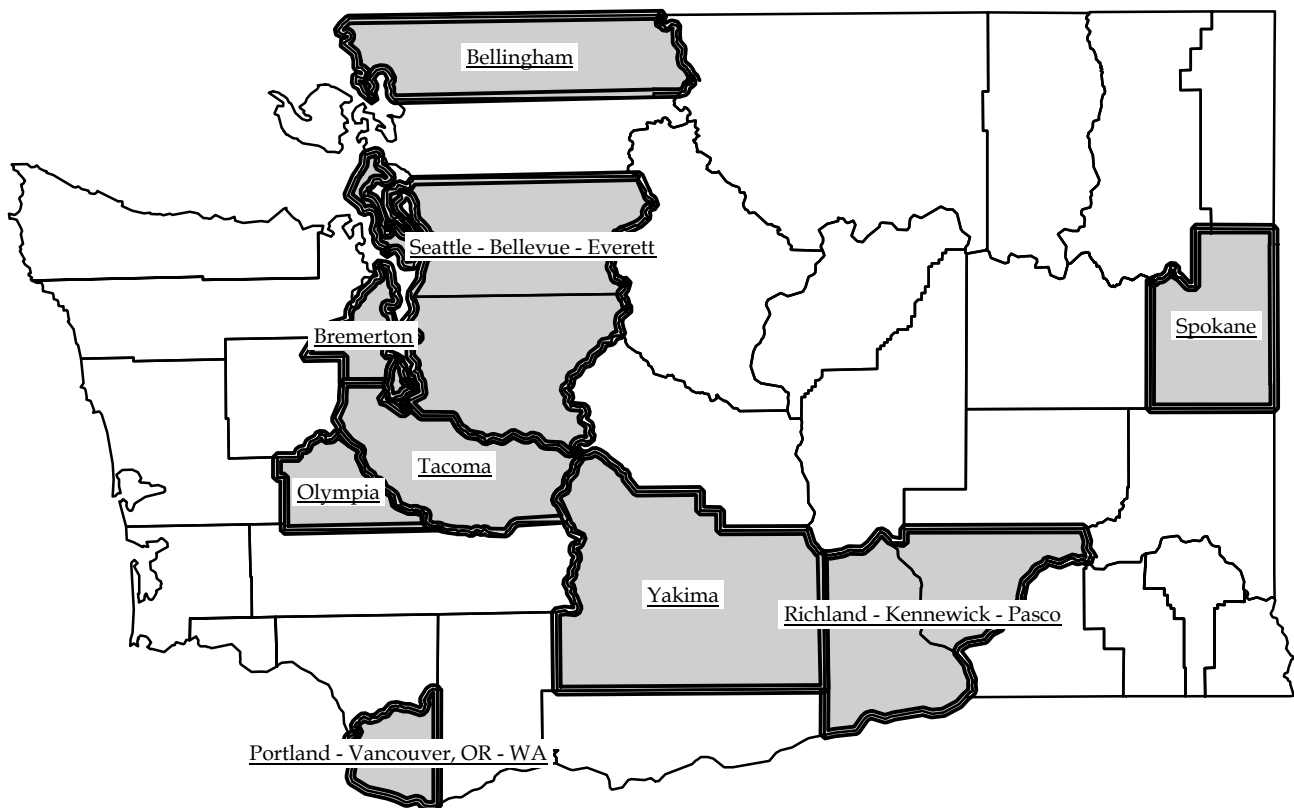 Bellingham
Seattle - Bellevue - Everett
Bremerton
Spokane
Tacoma
Olympia
Yakima
Richland - Kennewick - Pasco
Portland - Vancouver, OR - WA